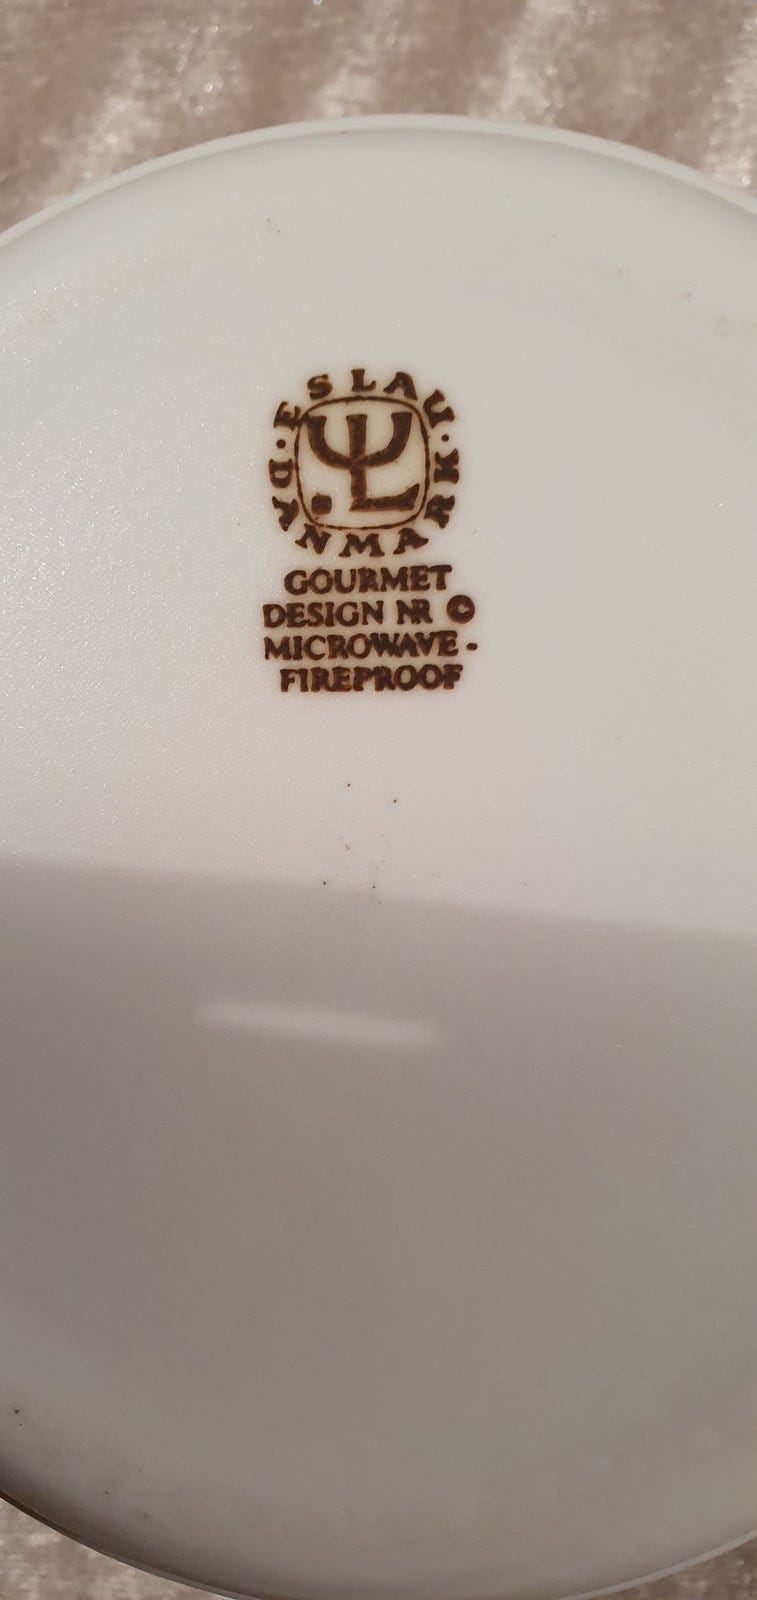 ESLAU · DANMARK ·
GOURMET
DESIGN NR ©
MICROWAVE -
FIREPROOF